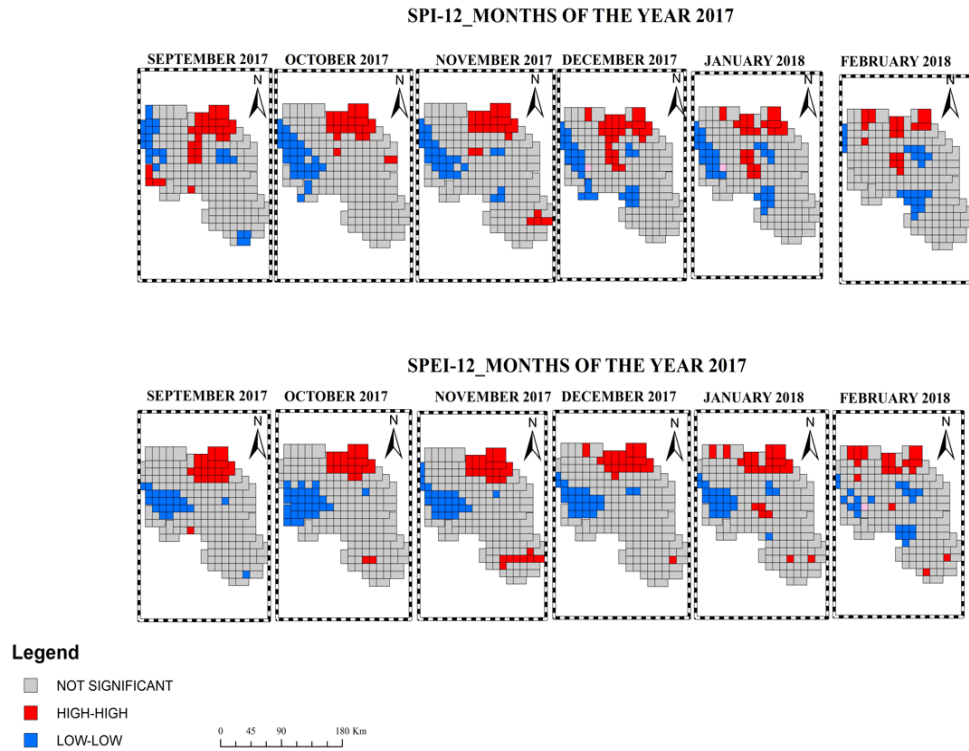 SPI-12_MONTHS OF THE YEAR 2017
SEPTEMBER 2017 OCTOBER 2017 NOVEMBER 2017 DECEMBER 2017 JANUARY 2018 FEBRUARY 2018
N N N N N N
SPEI-12_MONTHS OF THE YEAR 2017
SEPTEMBER 2017 OCTOBER 2017 NOVEMBER 2017 DECEMBER 2017 JANUARY 2018 FEBRUARY 2018
N N N N N N
Legend
NOT SIGNIFICANT
HIGH-HIGH
LOW-LOW
0 45 90 180 Km